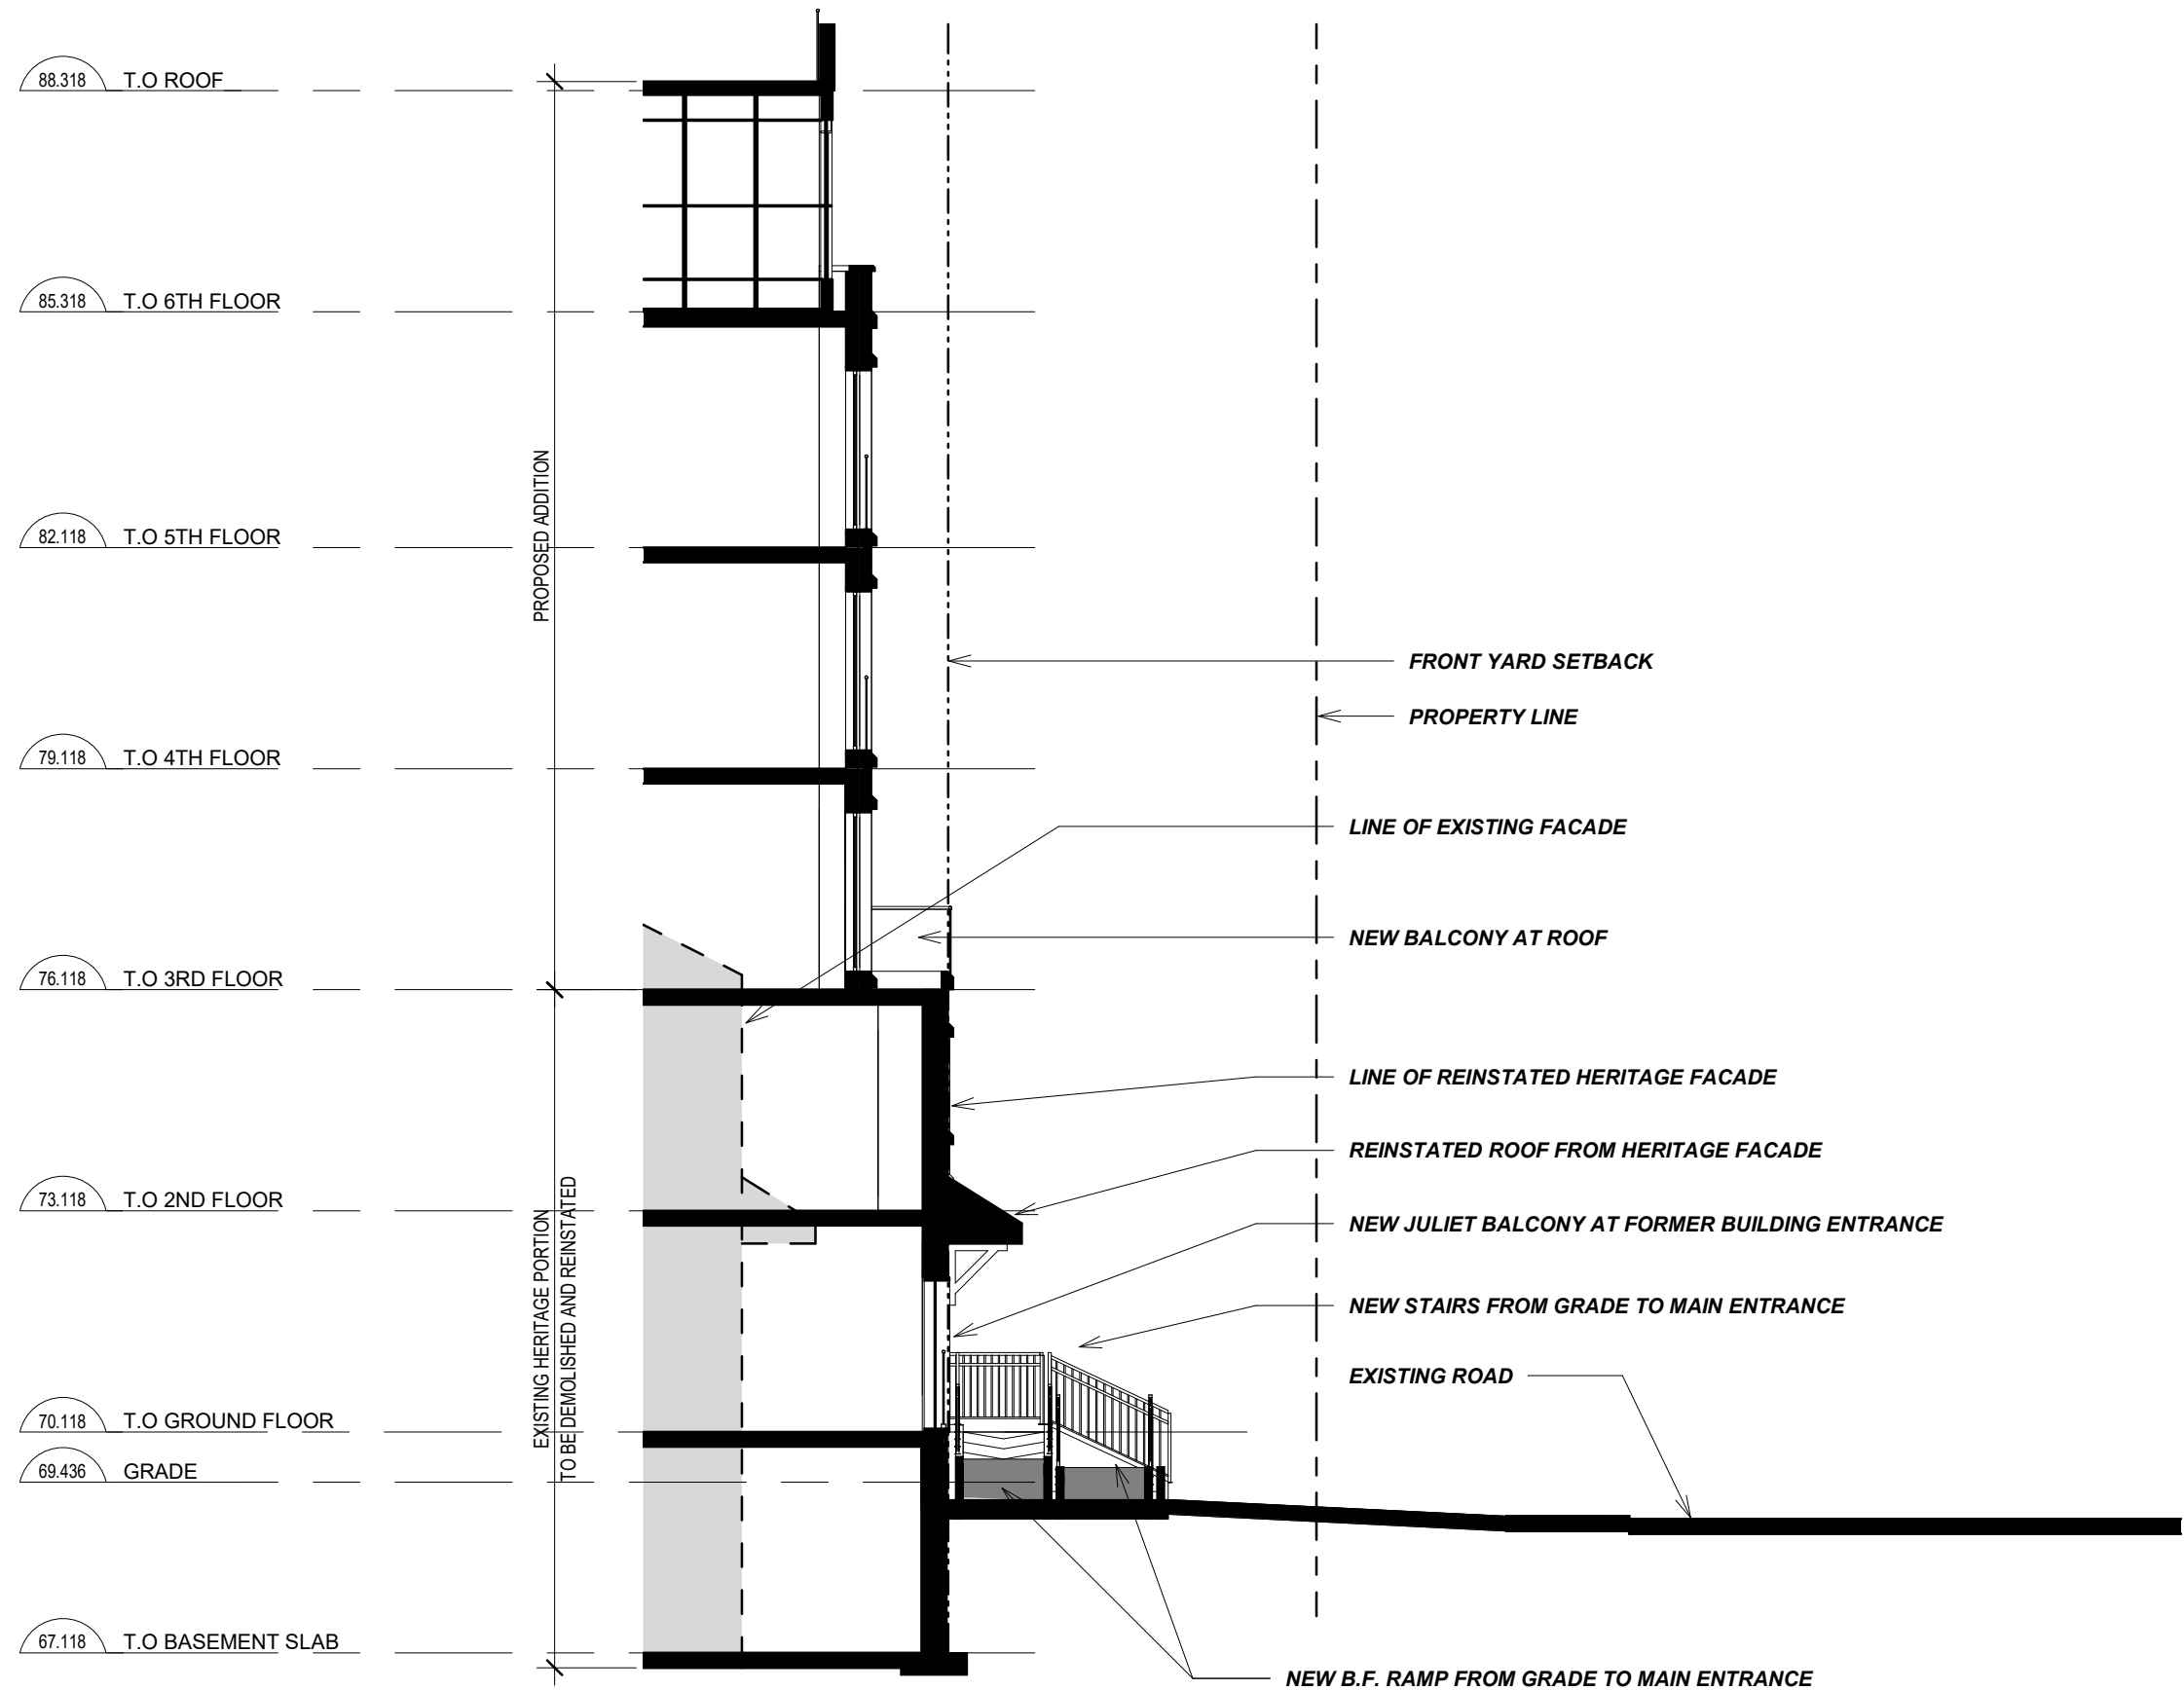 88.318 T.O ROOF
85.318 T.O 6TH FLOOR
PROPOSED ADDITION
82.118 T.O 5TH FLOOR
FRONT YARD SETBACK
PROPERTY LINE
79.118 T.O 4TH FLOOR
LINE OF EXISTING FACADE
NEW BALCONY AT ROOF
76.118 T.O 3RD FLOOR
LINE OF REINSTATED HERITAGE FACADE
REINSTATED ROOF FROM HERITAGE FACADE
73.118 T.O 2ND FLOOR
NEW JULIET BALCONY AT FORMER BUILDING ENTRANCE
EXISTING HERITAGE PORTION
TO BE DEMOLISHED AND REINSTATED
NEW STAIRS FROM GRADE TO MAIN ENTRANCE
EXISTING ROAD
70.118 T.O GROUND FLOOR
69.436 GRADE
67.118 T.O BASEMENT SLAB
NEW B.F. RAMP FROM GRADE TO MAIN ENTRANCE